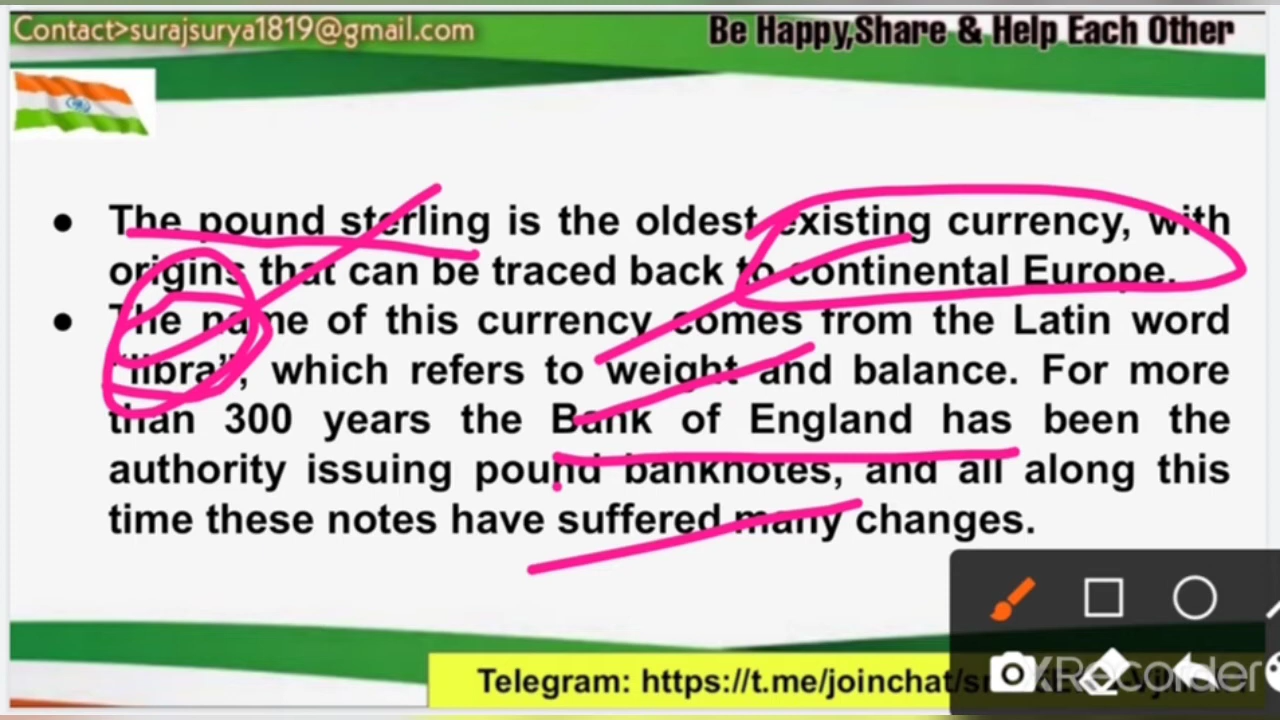 Contact>surajsurya1819@gmail.com
Be Happy,Share & Help Each Other
● The pound sterling is the oldest existing currency, with
origins that can be traced back to continental Europe.
● The name of this currency comes from the Latin word
“libra”, which refers to weight and balance. For more
than 300 years the Bank of England has been the
authority issuing pound banknotes, and all along this
time these notes have suffered many changes.
Telegram: https://t.me/joinchat/
XRecorder